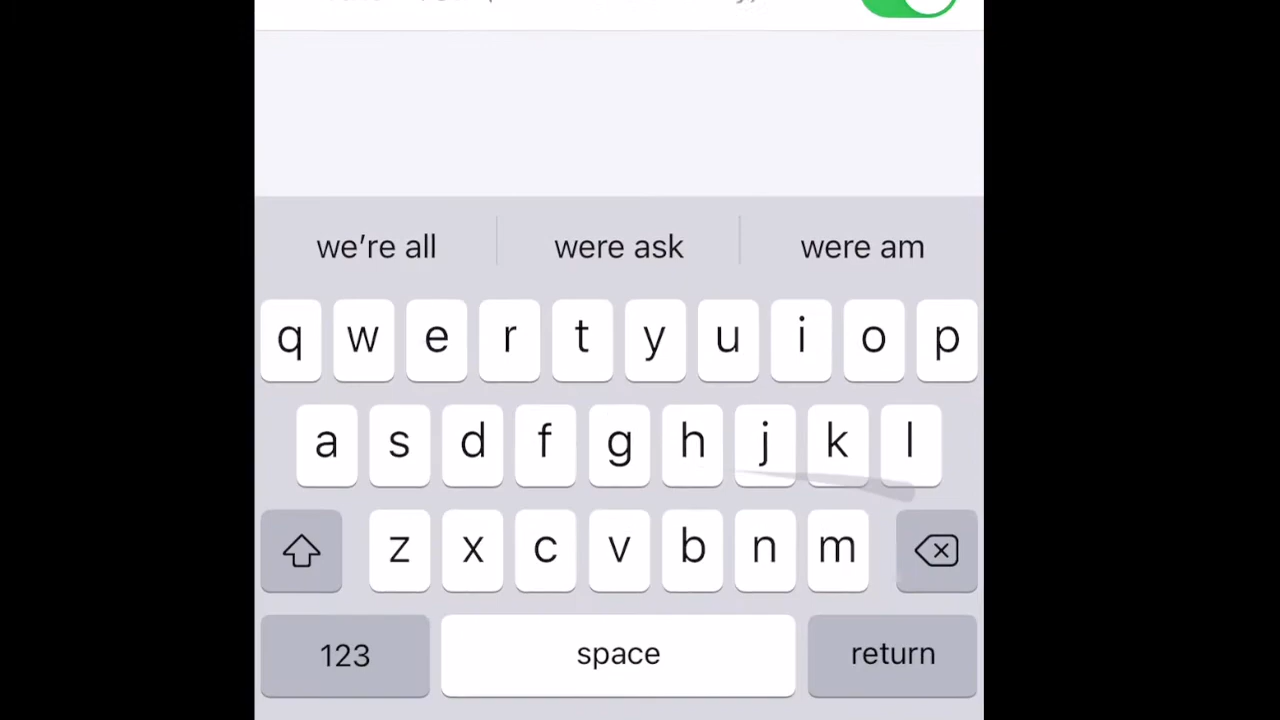 we're all were ask were am
q w e r t y u i o p
a s d f g h j k l
z x c v b n m
123 space return